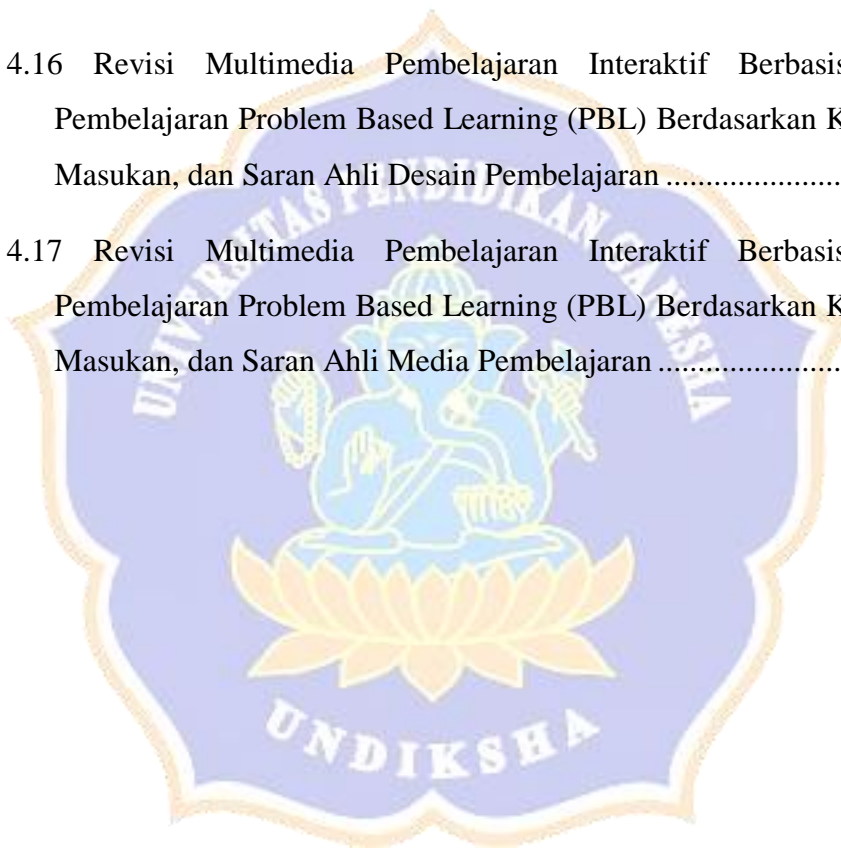 4.16 Revisi Multimedia Pembelajaran Interaktif Berbasis
Pembelajaran Problem Based Learning (PBL) Berdasarkan K
Masukan, dan Saran Ahli Desain Pembelajaran .......................
4.17 Revisi Multimedia Pembelajaran Interaktif Berbasis
Pembelajaran Problem Based Learning (PBL) Berdasarkan K
Masukan, dan Saran Ahli Media Pembelajaran ........................
UNIVERSITAS PENDIDIKAN GANESHA
UNDIKSHA